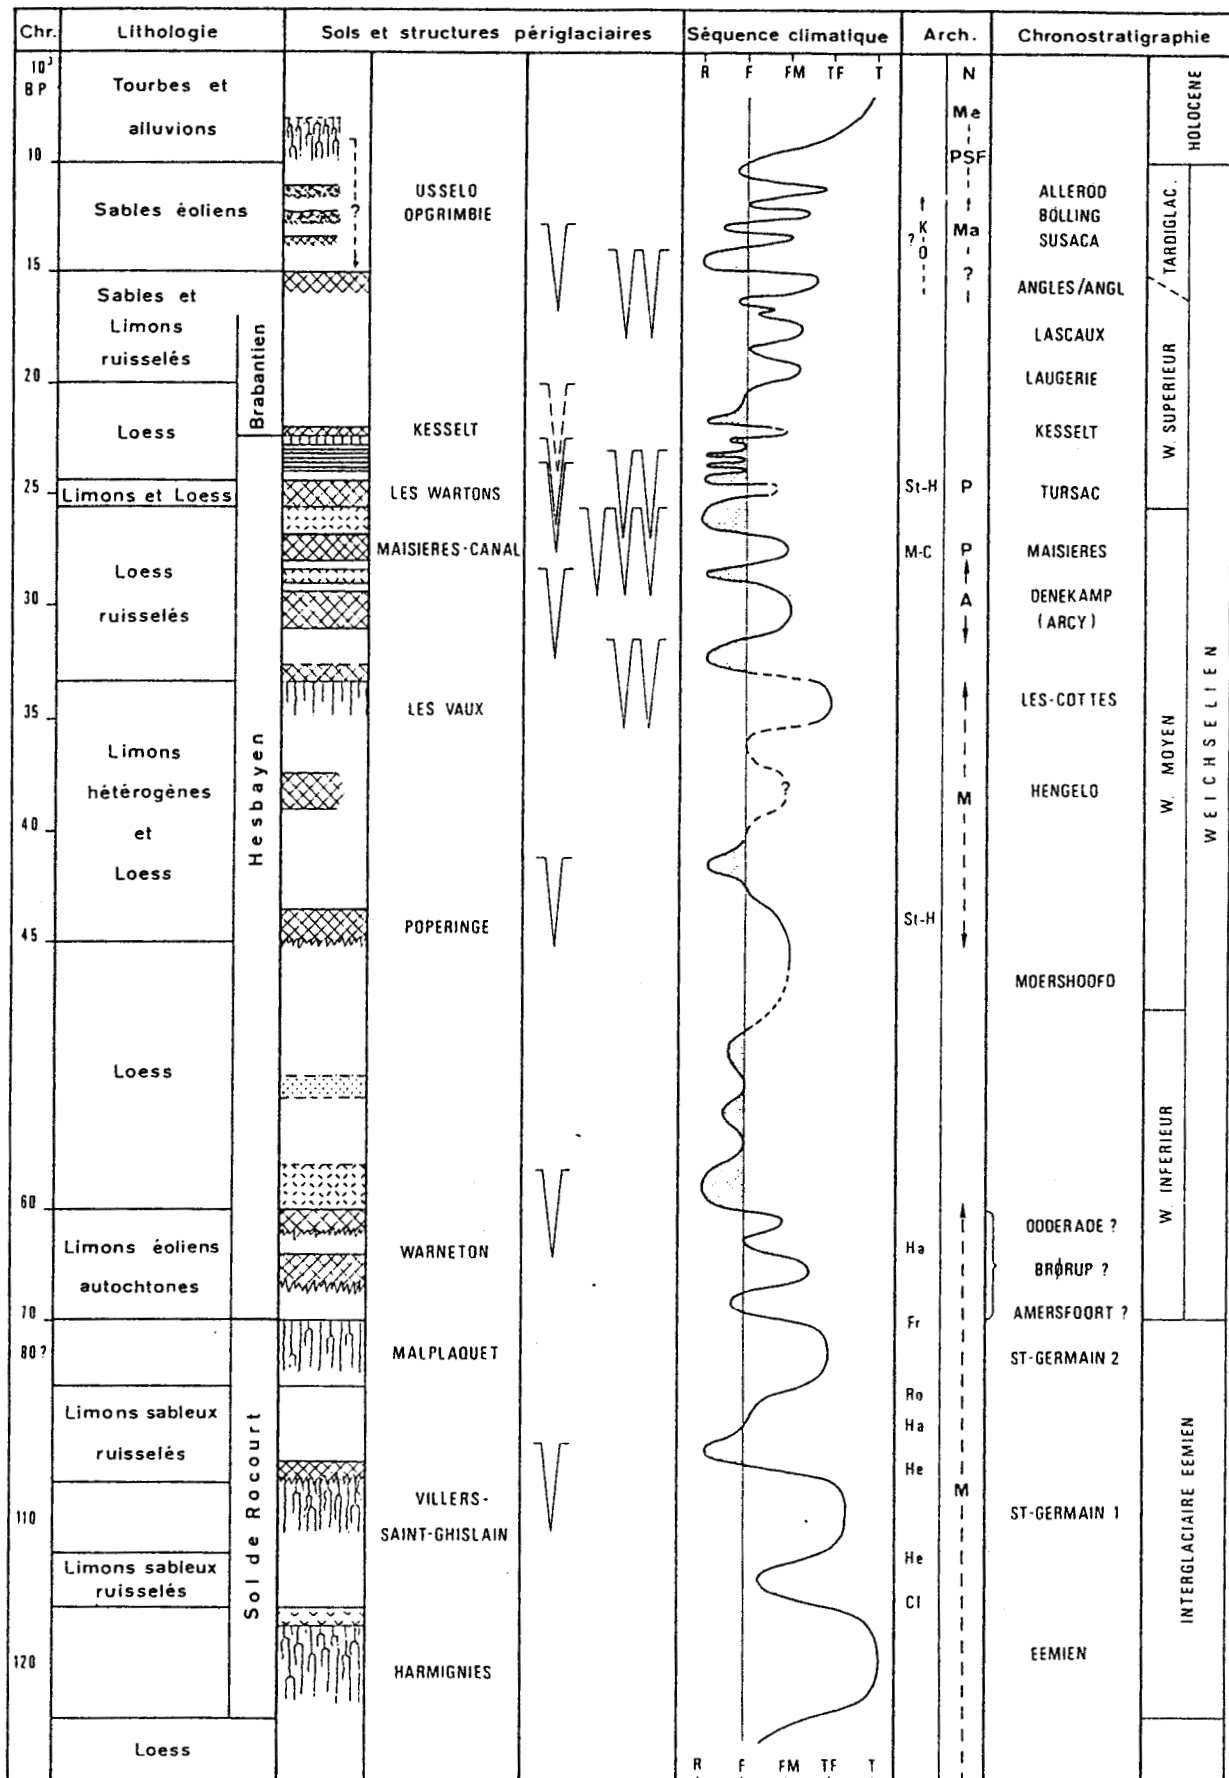 Chr. Lithologie Sols et structures périglaciaires Séquence climatique Arch. Chronostratigraphie
10³ R F FM TF T N
BP
Tourbes et
alluvions
Me
HOLOCENE
10
PSF
Sables éoliens
USSELO
OPGRIMBIE
?
K
?
O
Ma
?
ALLEROD
BÖLLING
SUSACA
TARDIGLAC.
15
Sables et
Limons
ruisselés
ANGLES/ANGL
LASCAUX
20
LAUGERIE
Brabantien
Loess
KESSELT
KESSELT
W. SUPERIEUR
25
Limons et Loess
LES WARTONS
St-H P
TURSAC
MAISIERES-CANAL
M-C P
MAISIERES
Loess
ruisselés
30
A
DENEKAMP
(ARCY)
35
LES VAUX
LES-COTTES
Limons
hétérogènes
et
Loess
Hesbayen
40
?
M
HENGELO
W. MOYEN
WEICHSELIEN
45
POPERINGE
St-H
MOERSHOOFD
Loess
W. INFERIEUR
60
Limons éoliens
autochtones
WARNETON
Ha
ODDERADE ?
BRØRUP ?
70
AMERSFOORT ?
Fr
80?
MALPLAQUET
ST-GERMAIN 2
Limons sableux
ruisselés
Ro
Ha
He
M
110
VILLERS-
SAINT-GHISLAIN
ST-GERMAIN 1
Limons sableux
ruisselés
Sol de Rocourt
He
Cl
INTERGLACIAIRE EEMIEN
120
HARMIGNIES
EEMIEN
Loess
R F FM TF T